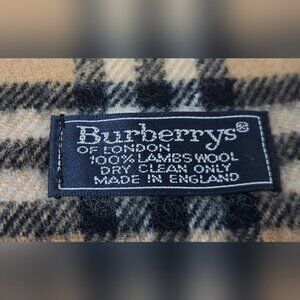 Burberrys®
OF LONDON
100% LAMBSWOOL
DRY CLEAN ONLY
MADE IN ENGLAND